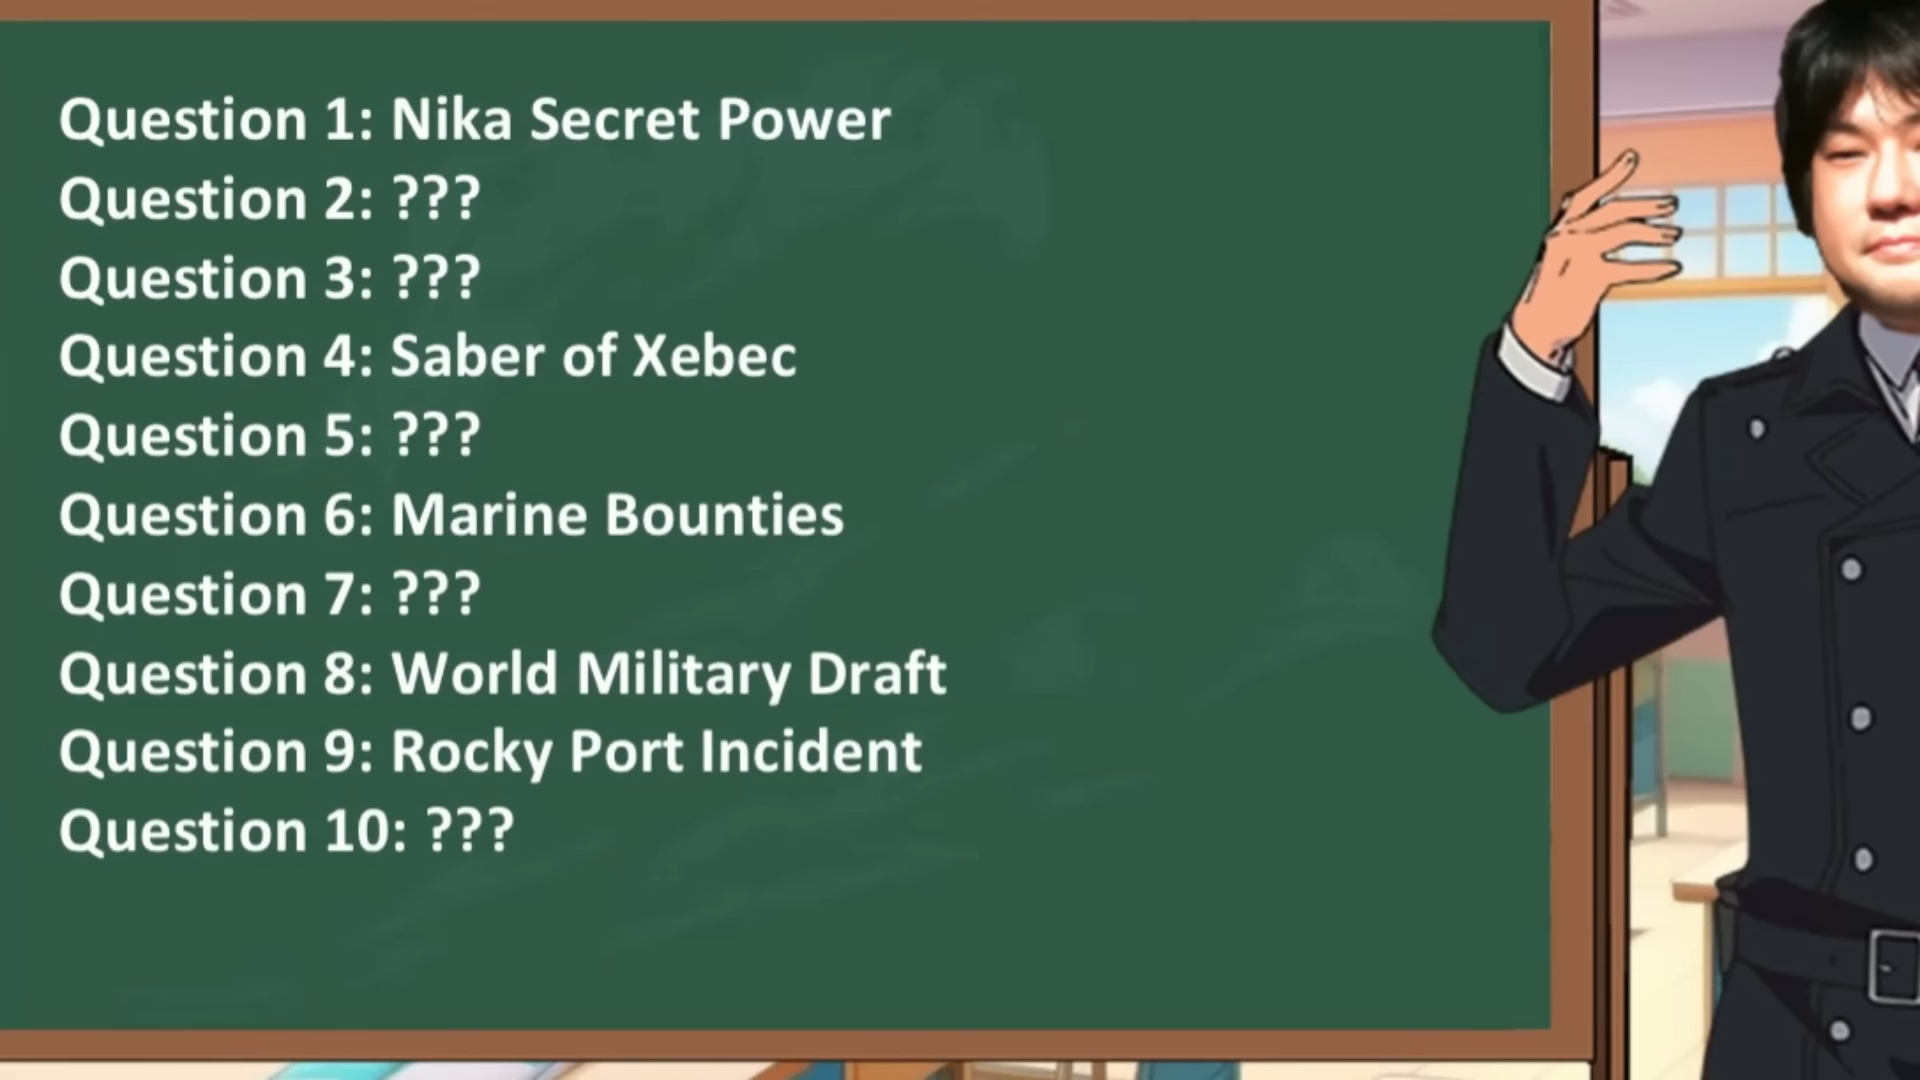 Question 1: Nika Secret Power
Question 2: ???
Question 3: ???
Question 4: Saber of Xebec
Question 5: ???
Question 6: Marine Bounties
Question 7: ???
Question 8: World Military Draft
Question 9: Rocky Port Incident
Question 10: ???